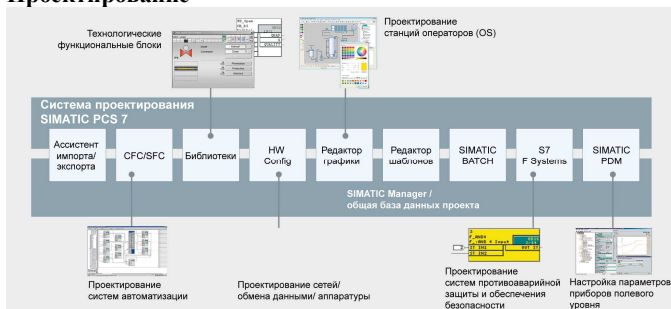 Проектирование
Технологические
функциональные блоки
Проектирование
станций операторов (OS)
Система проектирования
SIMATIC PCS 7
Ассистент
импорта/
экспорта
CFC/SFC
Библиотеки
HW
Config
Редактор
графики
Редактор
шаблонов
SIMATIC
BATCH
S7
F Systems
SIMATIC
PDM
SIMATIC Manager /
общая база данных проекта
Проектирование
систем автоматизации
Проектирование сетей/
обмена данными/ аппаратуры
Проектирование
систем противоаварийной
защиты и обеспечения
безопасности
Настройка параметров
приборов полевого
уровня